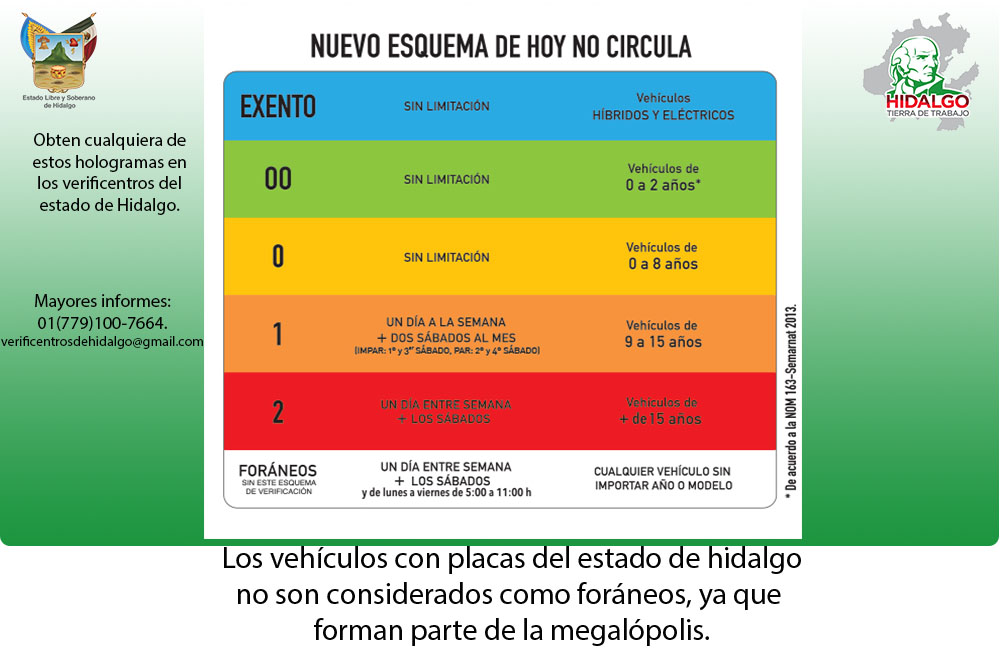 Estado Libre y Soberano
de Hidalgo
Obten cualquiera de
estos hologramas en
los verificentros del
estado de Hidalgo.
Mayores informes:
01(779)100-7664.
verificentrosdehidalgo@gmail.com
NUEVO ESQUEMA DE HOY NO CIRCULA
EXENTO
SIN LIMITACIÓN
Vehículos
HÍBRIDOS Y ELÉCTRICOS
00
SIN LIMITACIÓN
Vehículos de
0 a 2 años*
0
SIN LIMITACIÓN
Vehículos de
0 a 8 años
1
UN DÍA A LA SEMANA
+ DOS SÁBADOS AL MES
(IMPAR: 1º y 3er SÁBADO, PAR: 2º y 4º SÁBADO)
Vehículos de
9 a 15 años
2
UN DÍA ENTRE SEMANA
+ LOS SÁBADOS
Vehículos de
+ de 15 años
FORÁNEOS
SIN ESTE ESQUEMA
DE VERIFICACIÓN
UN DÍA ENTRE SEMANA
+ LOS SÁBADOS
y de lunes a viernes de 5:00 a 11:00 h
CUALQUIER VEHÍCULO SIN
IMPORTAR AÑO O MODELO
* De acuerdo a la NOM 163-Semarnat 2013.
HIDALGO
TIERRA DE TRABAJO
Los vehículos con placas del estado de hidalgo
no son considerados como foráneos, ya que
forman parte de la megalópolis.